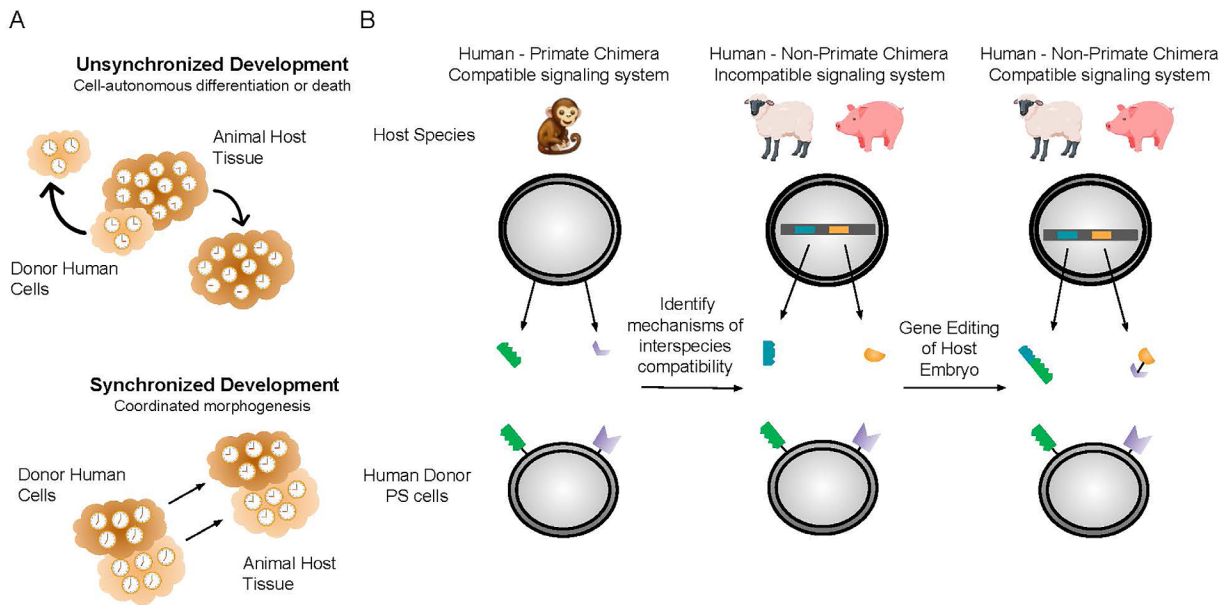 A
Unsynchronized Development
Cell-autonomous differentiation or death
Animal Host
Tissue
Donor Human
Cells
Synchronized Development
Coordinated morphogenesis
Donor Human
Cells
Animal Host
Tissue
B
Human - Primate Chimera
Compatible signaling system
Human - Non-Primate Chimera
Incompatible signaling system
Human - Non-Primate Chimera
Compatible signaling system
Host Species
Identify
mechanisms of
interspecies
compatibility
Gene Editing
of Host
Embryo
Human Donor
PS cells